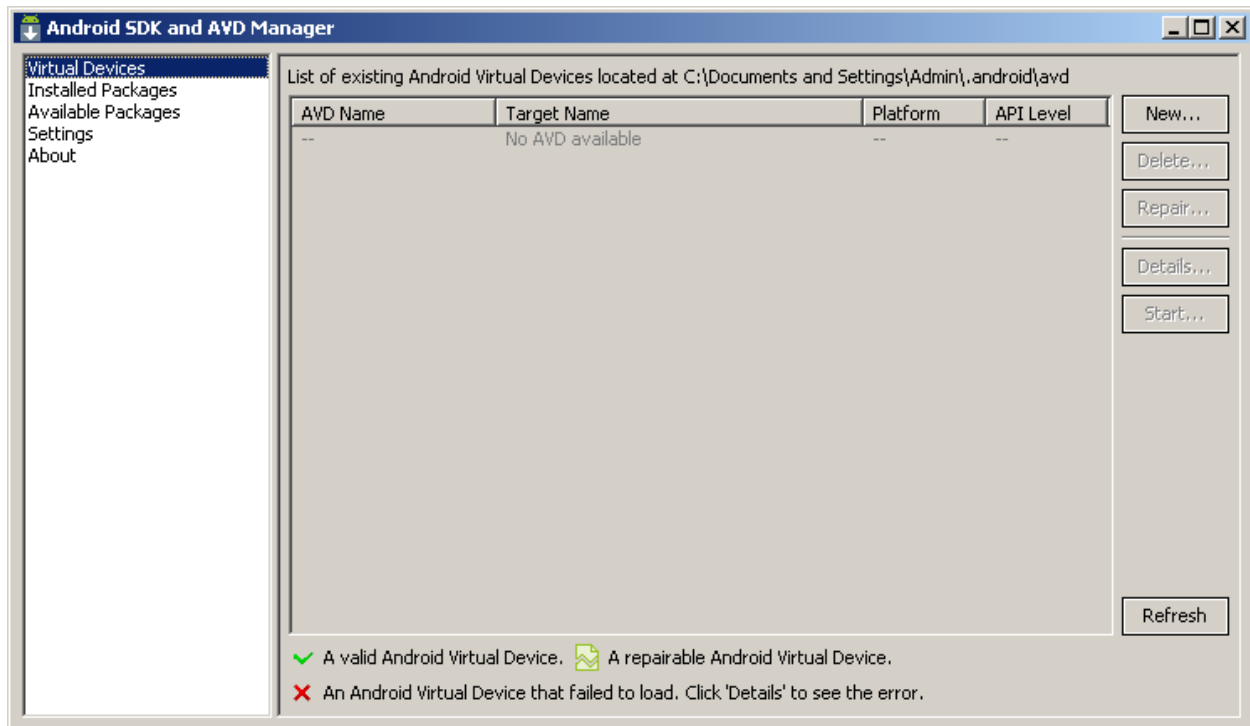 Android SDK and AVD Manager
Virtual Devices
Installed Packages
Available Packages
Settings
About
List of existing Android Virtual Devices located at C:\Documents and Settings\Admin\.android\avd
AVD Name Target Name Platform API Level
-- No AVD available -- --
New...
Delete...
Repair...
Details...
Start...
Refresh
A valid Android Virtual Device. A repairable Android Virtual Device.
An Android Virtual Device that failed to load. Click 'Details' to see the error.